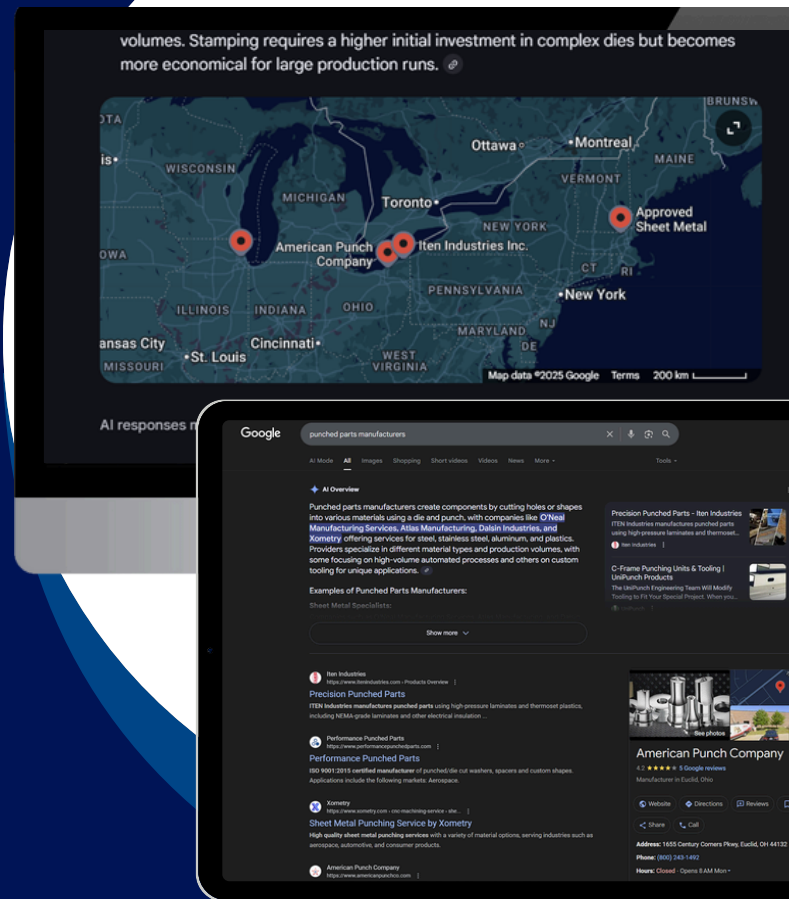 volumes. Stamping requires a higher initial investment in complex dies but becomes
more economical for large production runs.
BRUNSW
OTA
Ottawa
Montreal
is
WISCONSIN
MAINE
VERMONT
MICHIGAN
Toronto
Approved
Sheet Metal
NEW YORK
American Punch
Company
Iten Industries Inc.
OWA
CT
RI
PENNSYLVANIA
New York
ILLINOIS
INDIANA
OHIO
NJ
MARYLAND
ansas City
Cincinnati
DE
St. Louis
WEST
VIRGINIA
MISSOURI
Map data ©2025 Google Terms 200 km
AI responses
Google
punched parts manufacturers
AI Mode All Images Shopping Short videos Videos News More Tools
AI Overview
Punched parts manufacturers create components by cutting holes or shapes
into various materials using a die and punch, with companies like O'Neal
Manufacturing Services, Atlas Manufacturing, Dalsin Industries, and
Xometry offering services for steel, stainless steel, aluminum, and plastics.
Providers specialize in different material types and production volumes, with
some focusing on high-volume automated processes and others on custom
tooling for unique applications.
Examples of Punched Parts Manufacturers:
Sheet Metal Specialists:
Show more
Precision Punched Parts - Iten Industries
ITEN Industries manufactures punched parts
using high-pressure laminates and thermoset...
Iten Industries
C-Frame Punching Units & Tooling |
UniPunch Products
The UniPunch Engineering Team Will Modify
Tooling to Fit Your Special Project. When you...
Iten Industries
https://www.itenindustries.com › Products Overview
Precision Punched Parts
ITEN Industries manufactures punched parts using high-pressure laminates and thermoset plastics,
including NEMA-grade laminates and other electrical insulation ...
Performance Punched Parts
https://www.performancepunchedparts.com
Performance Punched Parts
ISO 9001:2015 certified manufacturer of punched/die cut washers, spacers and custom shapes.
Applications include the following markets: Aerospace.
Xometry
https://www.xometry.com › cnc-machining-service › she...
Sheet Metal Punching Service by Xometry
High quality sheet metal punching services with a variety of material options, serving industries such as
aerospace, automotive, and consumer products.
American Punch Company
https://www.americanpunchco.com
See photos
American Punch Company
4.2 ★★★★★ 5 Google reviews
Manufacturer in Euclid, Ohio
Website Directions Reviews
Share Call
Address: 1655 Century Corners Pkwy, Euclid, OH 44132
Phone: (800) 243-1492
Hours: Closed · Opens 8 AM Mon